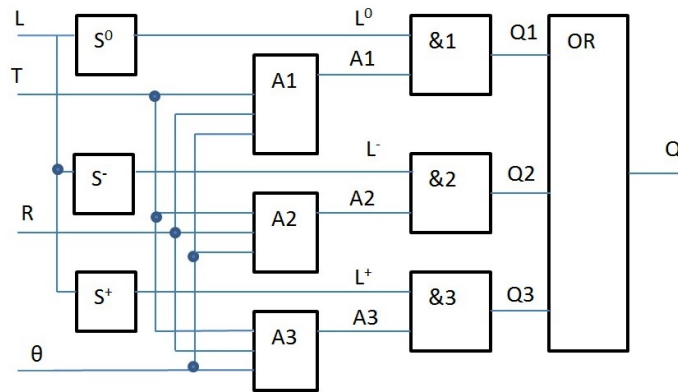 L S⁰ L⁰ &1 Q1 OR
T A1 A1
S⁻ L⁻ &2 Q2 Q
R A2 A2
S⁺ L⁺ &3 Q3
θ A3 A3